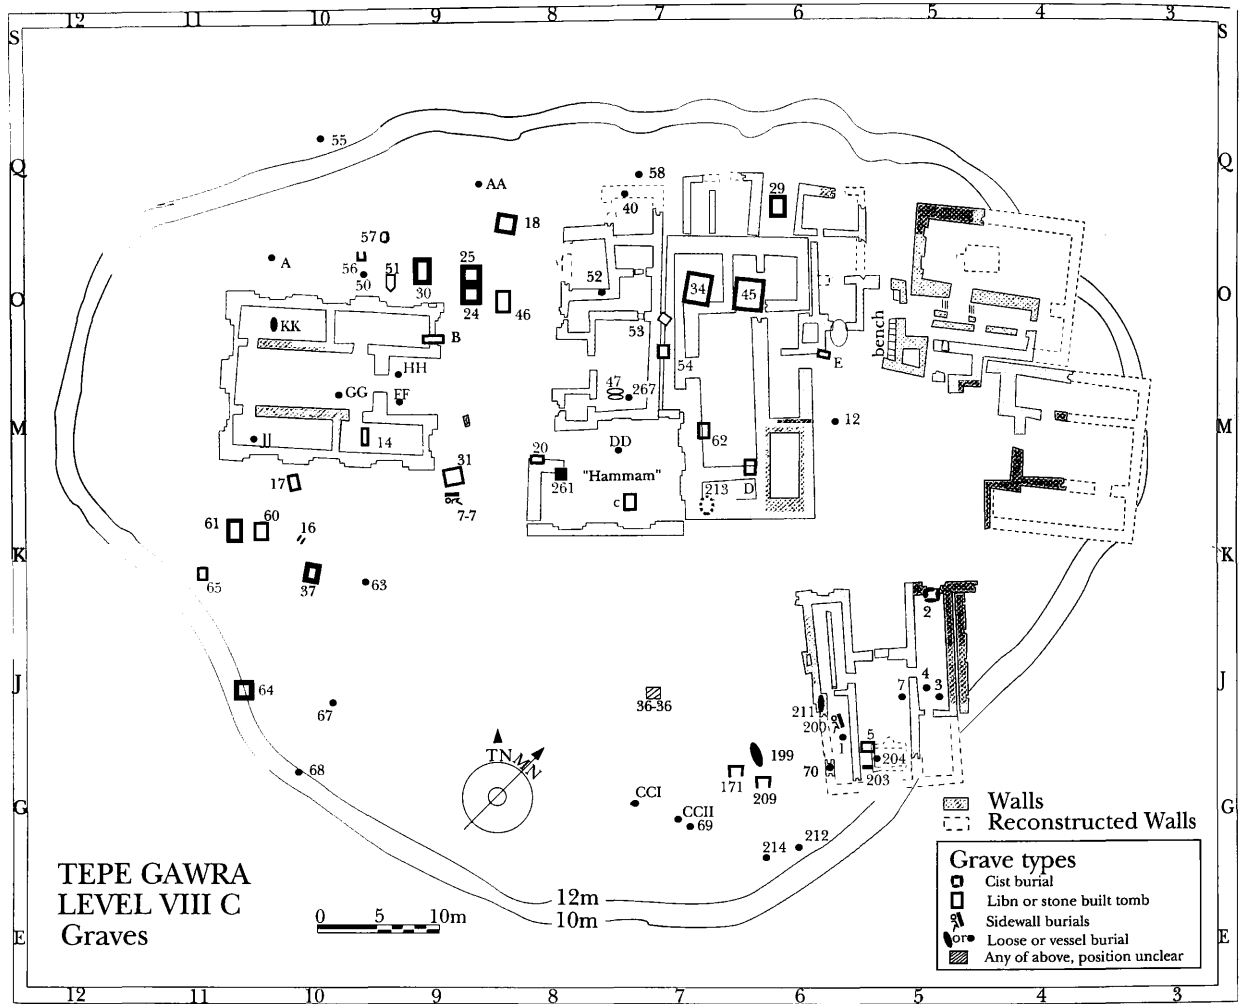 12 11 10 9 8 7 6 5 4 3
S S
55
Q Q
58
AA
40
29
18
57
A
56
50
51
30
25
24
46
52
34
45
O O
KK
B
53
54
E
bench
HH
GG
FF
47
267
12
M M
JJ
14
31
20
DD
62
17
7-7
261
"Hammam"
c
213
D
61
60
16
K K
65
37
63
2
J J
64
67
36-36
7
4
3
211
200
1
5
204
203
70
68
TN
MN
199
171
209
G G
CCI
CCII
69
214
212
Walls
Reconstructed Walls
TEPE GAWRA
LEVEL VIII C
Graves
0 5 10m
12m
10m
Grave types
Cist burial
Libn or stone built tomb
Sidewall burials
or Loose or vessel burial
Any of above, position unclear
E E
12 11 10 9 8 7 6 5 4 3